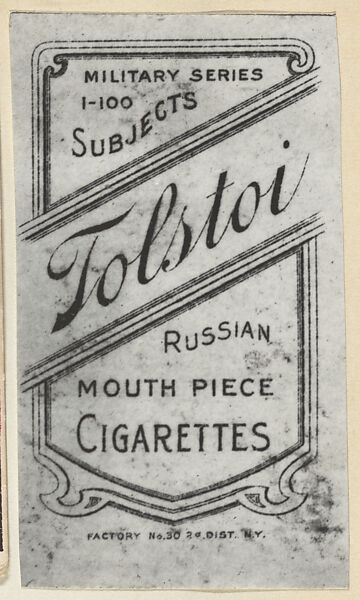 MILITARY SERIES
1-100
SUBJECTS
Tolstoi
RUSSIAN
MOUTH PIECE
CIGARETTES
FACTORY No.30 2d. DIST. N.Y.